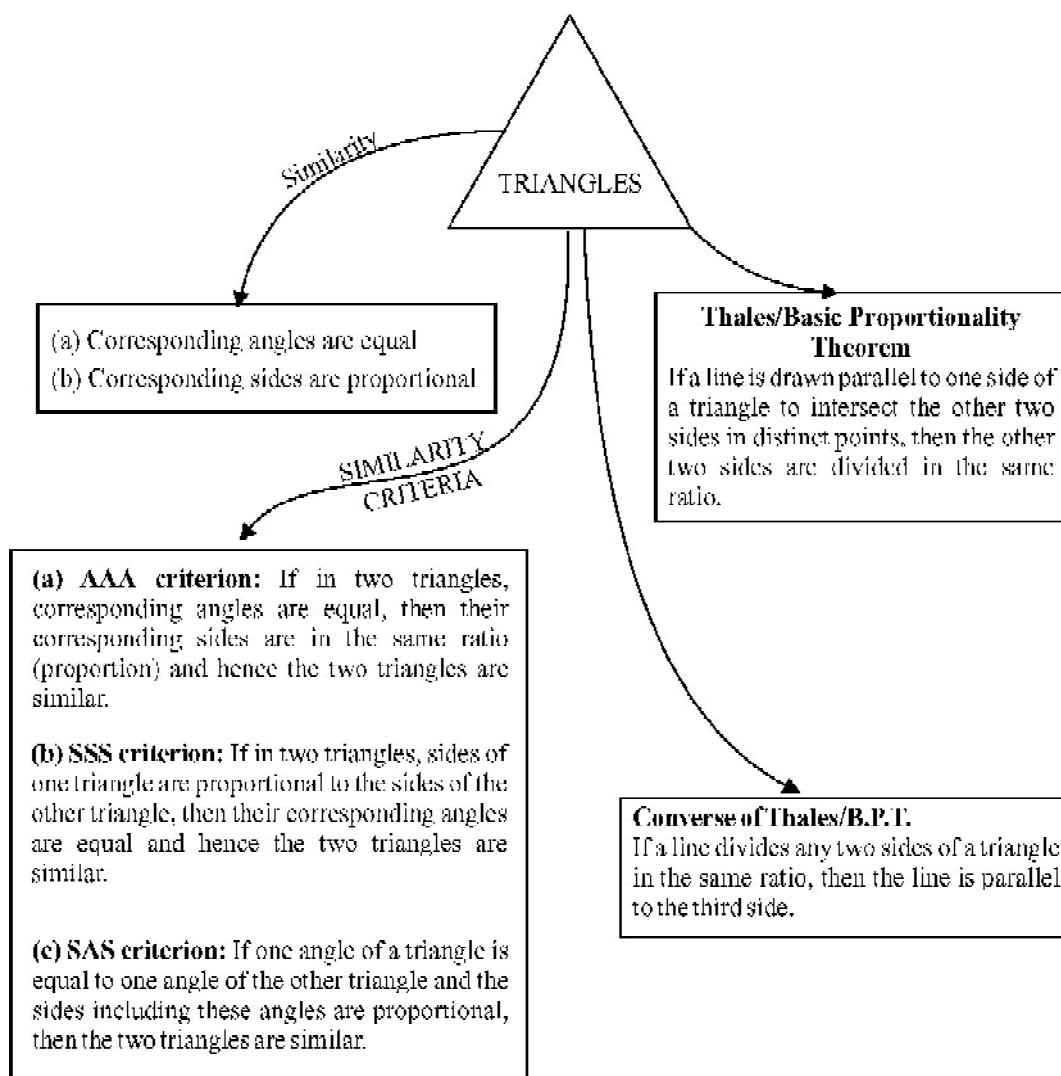 TRIANGLES
Similarity
(a) Corresponding angles are equal
(b) Corresponding sides are proportional
Thales/Basic Proportionality
Theorem
If a line is drawn parallel to one side of
a triangle to intersect the other two
sides in distinct points, then the other
two sides are divided in the same
ratio.
SIMILARITY
CRITERIA
(a) AAA criterion: If in two triangles,
corresponding angles are equal, then their
corresponding sides are in the same ratio
(proportion) and hence the two triangles are
similar.
(b) SSS criterion: If in two triangles, sides of
one triangle are proportional to the sides of the
other triangle, then their corresponding angles
are equal and hence the two triangles are
similar.
(c) SAS criterion: If one angle of a triangle is
equal to one angle of the other triangle and the
sides including these angles are proportional,
then the two triangles are similar.
Converse of Thales/B.P.T.
If a line divides any two sides of a triangle
in the same ratio, then the line is parallel
to the third side.